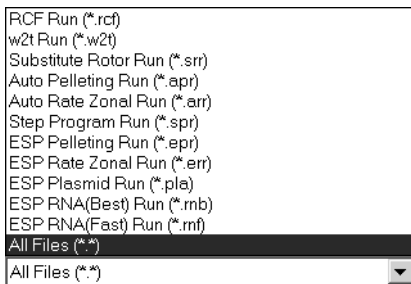 RCF Run (*.rcf)
w2t Run (*.w2t)
Substitute Rotor Run (*.srr)
Auto Pelleting Run (*.apr)
Auto Rate Zonal Run (*.arr)
Step Program Run (*.spr)
ESP Pelleting Run (*.epr)
ESP Rate Zonal Run (*.err)
ESP Plasmid Run (*.pla)
ESP RNA(Best) Run (*.rnb)
ESP RNA(Fast) Run (*.rnf)
All Files (*.*)
All Files (*.*)